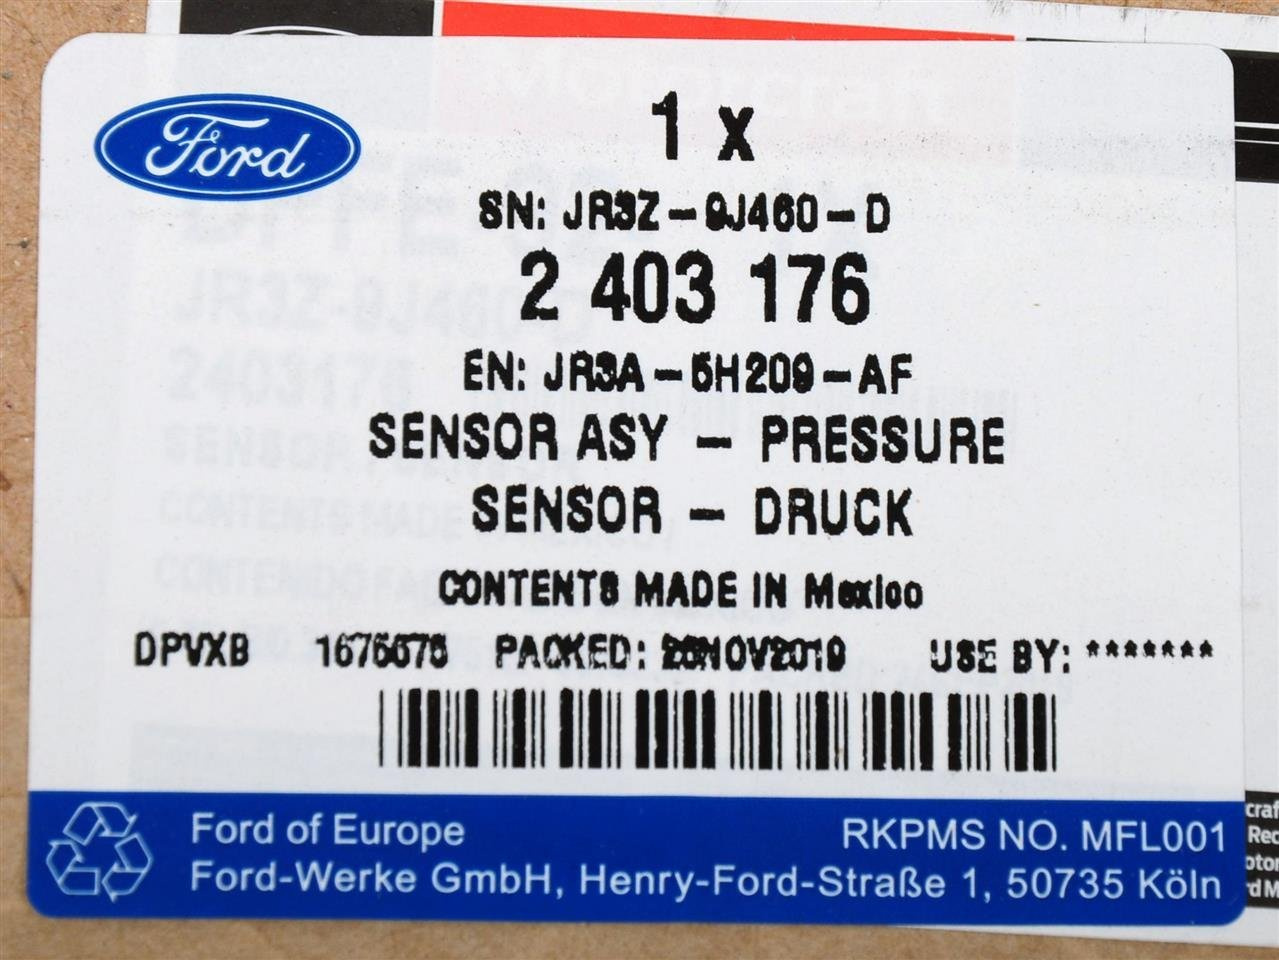 Ford
1 x
SN: JR3Z-9J460-D
2 403 176
EN: JR3A-5H209-AF
SENSOR ASY - PRESSURE
SENSOR - DRUCK
CONTENTS MADE IN Mexico
DPVXB PACKED: USE BY: *******
Ford of Europe
RKPMS NO. MFL001
Ford-Werke GmbH, Henry-Ford-Straße 1, 50735 Köln